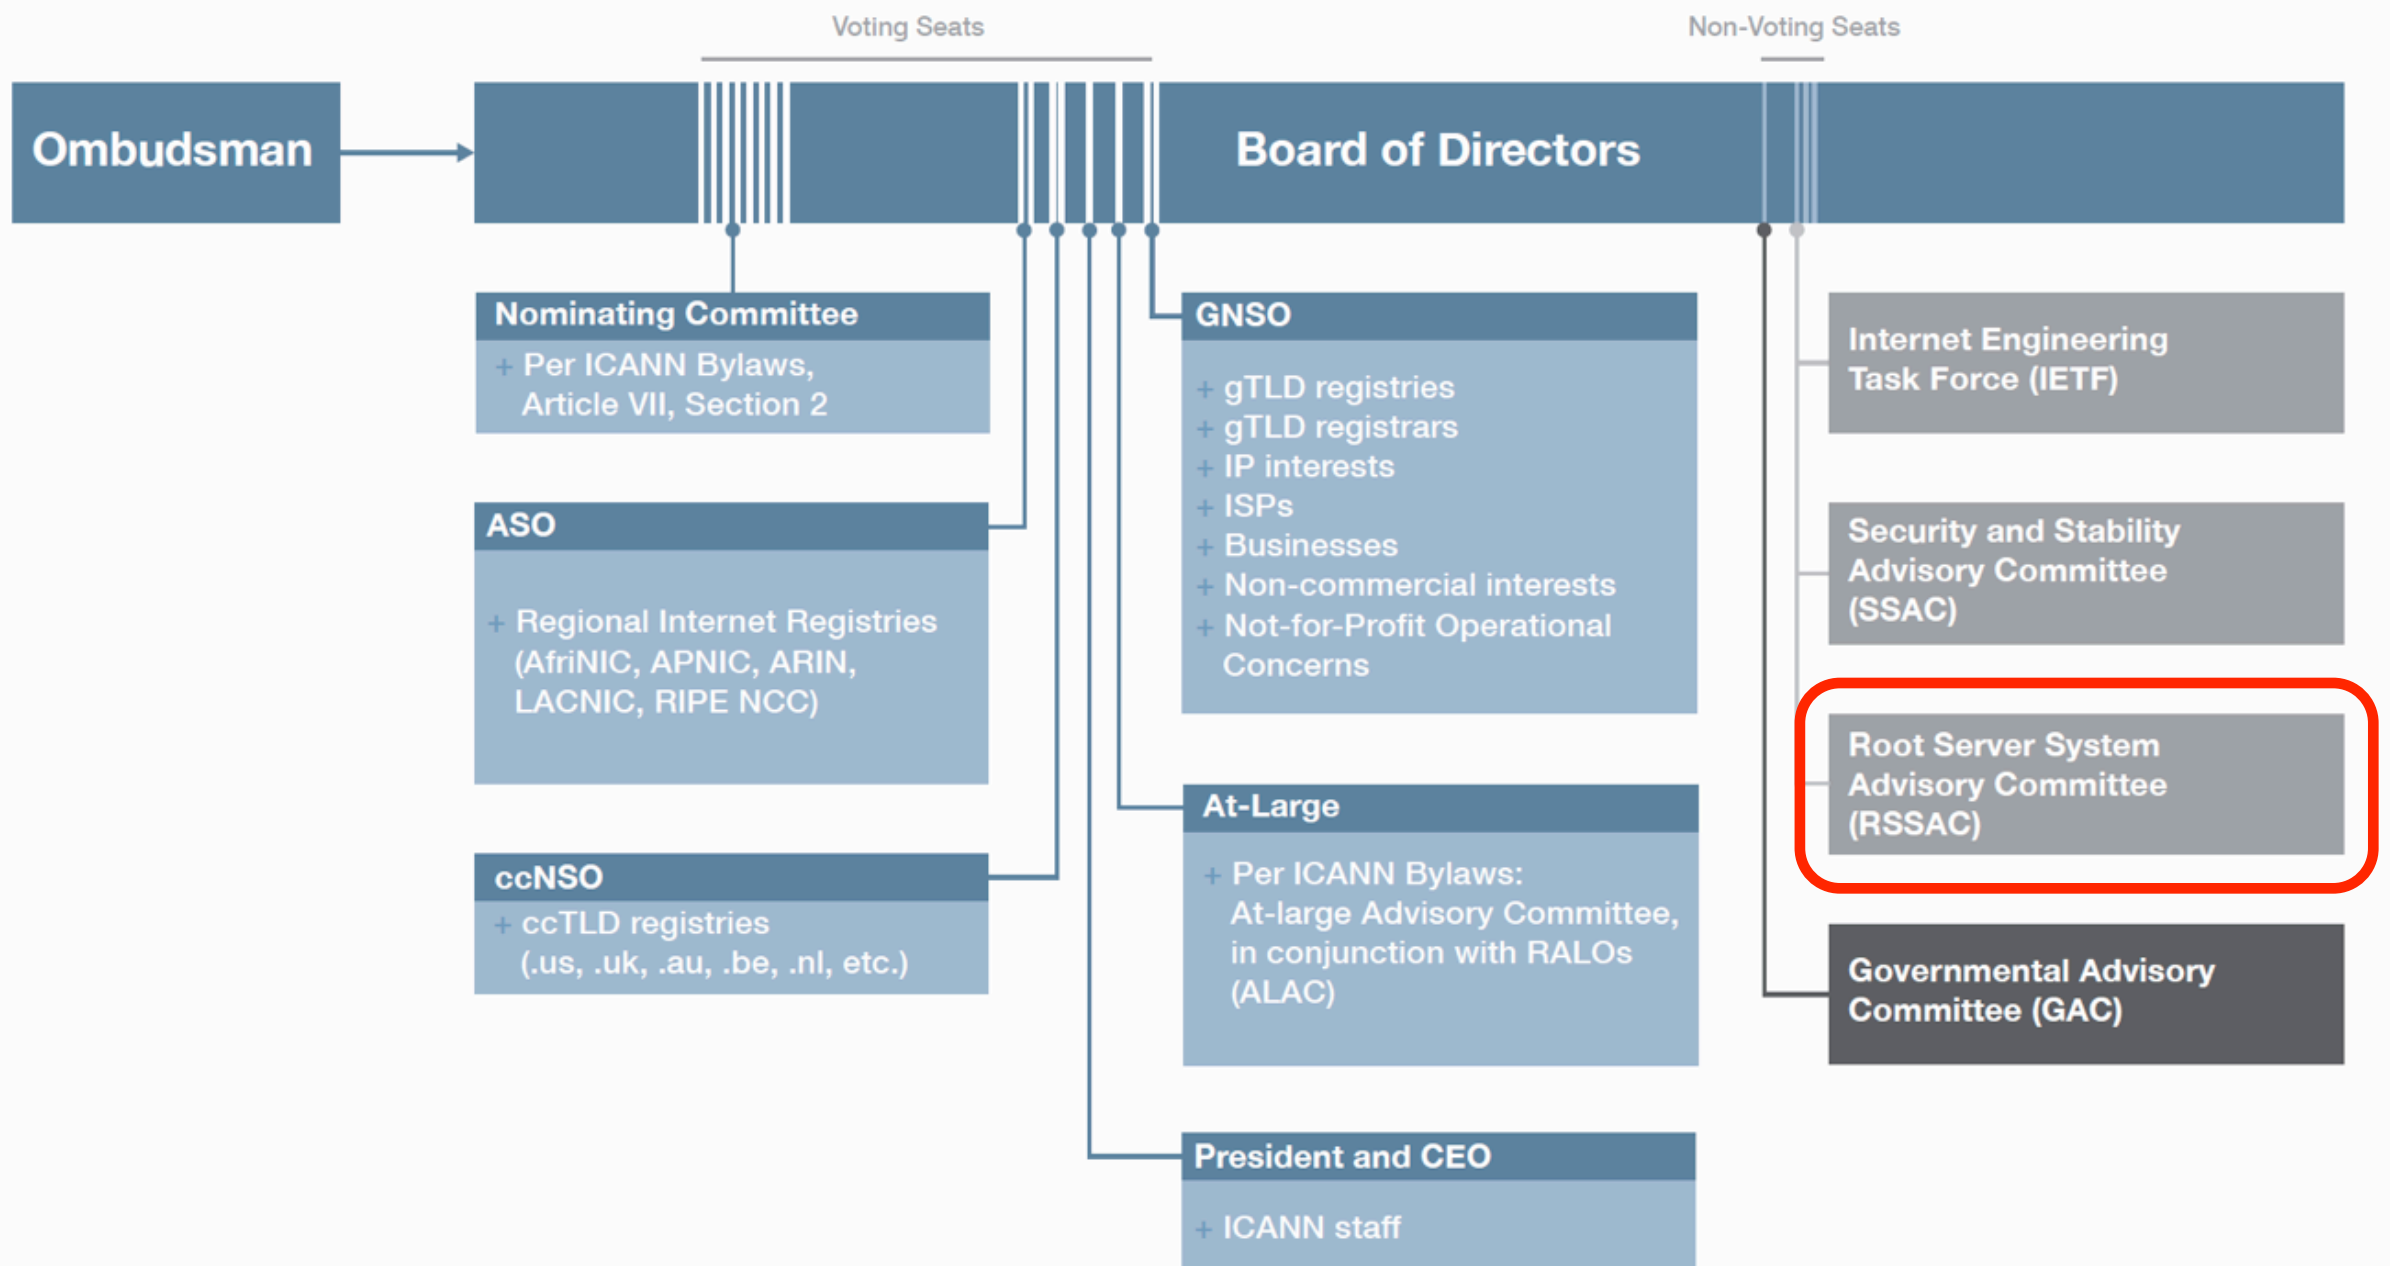 Voting Seats
Non-Voting Seats
Ombudsman
Board of Directors
Nominating Committee
+ Per ICANN Bylaws,
Article VII, Section 2
ASO
+ Regional Internet Registries
(AfriNIC, APNIC, ARIN,
LACNIC, RIPE NCC)
ccNSO
+ ccTLD registries
(.us, .uk, .au, .be, .nl, etc.)
GNSO
+ gTLD registries
+ gTLD registrars
+ IP interests
+ ISPs
+ Businesses
+ Non-commercial interests
+ Not-for-Profit Operational
Concerns
At-Large
+ Per ICANN Bylaws:
At-large Advisory Committee,
in conjunction with RALOs
(ALAC)
President and CEO
+ ICANN staff
Internet Engineering
Task Force (IETF)
Security and Stability
Advisory Committee
(SSAC)
Root Server System
Advisory Committee
(RSSAC)
Governmental Advisory
Committee (GAC)